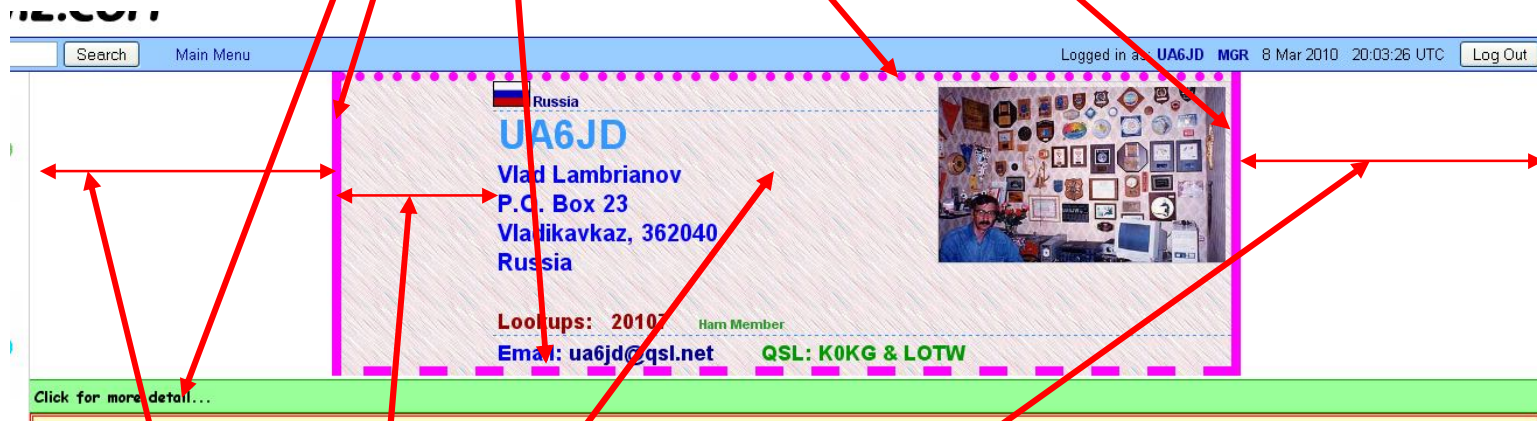 Search Main Menu Logged in as: UA6JD MGR 8 Mar 2010 20:03:26 UTC Log Out
Russia
UA6JD
Vlad Lambrianov
P.O. Box 23
Vladikavkaz, 362040
Russia
Lookups: 20107 Ham Member
Email: ua6jd@qsl.net QSL: K0KG & LOTW
Click for more detail...